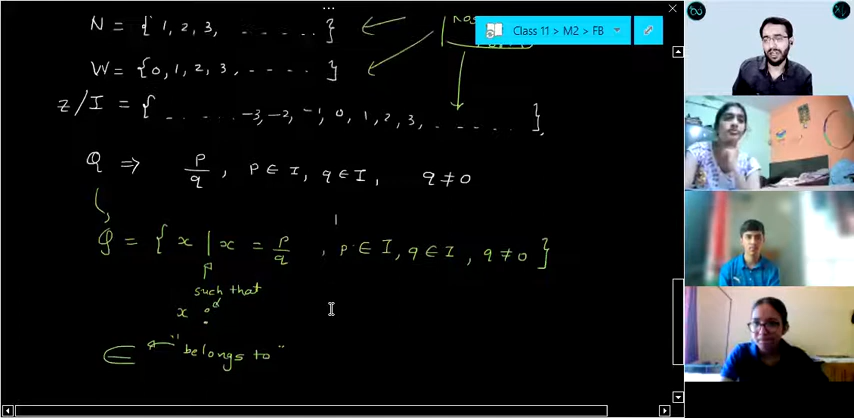 N = { 1, 2, 3, ...... }
Class 11 > M2 > FB
W = {0, 1, 2, 3, ...... }
Z/I = { ..... -3, -2, -1, 0, 1, 2, 3, ..... }
Q ⇒ p/q, p ∈ I, q ∈ I, q ≠ 0
Q = { x | x = p/q, p ∈ I, q ∈ I, q ≠ 0 }
such that
x
∈ ← "belongs to"